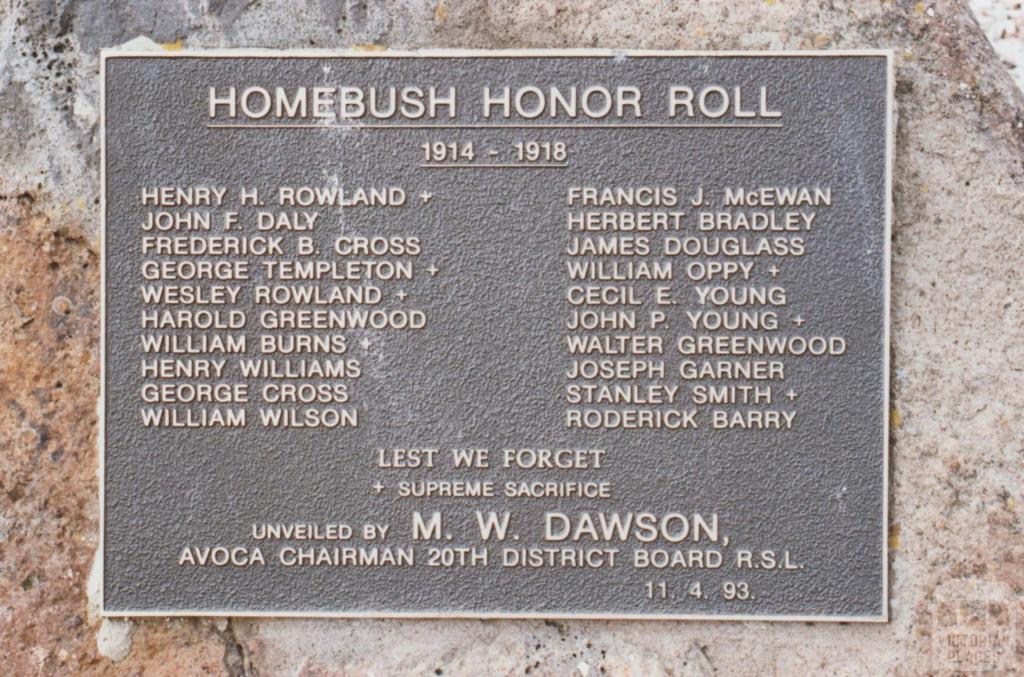 HOMEBUSH HONOR ROLL
1914 - 1918
HENRY H. ROWLAND +
JOHN F. DALY
FREDERICK B. CROSS
GEORGE TEMPLETON +
WESLEY ROWLAND +
HAROLD GREENWOOD
WILLIAM BURNS +
HENRY WILLIAMS
GEORGE CROSS
WILLIAM WILSON
FRANCIS J. McEWAN
HERBERT BRADLEY
JAMES DOUGLASS
WILLIAM OPPY +
CECIL E. YOUNG
JOHN P. YOUNG +
WALTER GREENWOOD
JOSEPH GARNER
STANLEY SMITH +
RODERICK BARRY
LEST WE FORGET
+ SUPREME SACRIFICE
UNVEILED BY M. W. DAWSON,
AVOCA CHAIRMAN 20TH DISTRICT BOARD R.S.L.
11. 4. 93.
VICTORIAN
PLACES